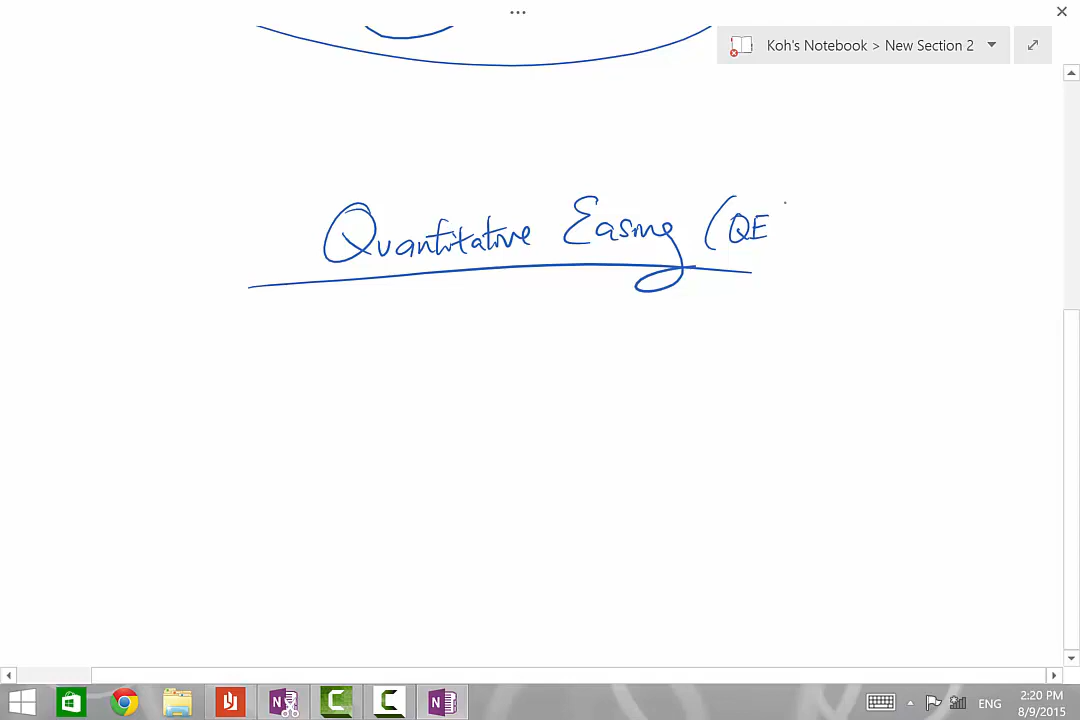 Koh's Notebook > New Section 2
Quantitative Easing (QE
ENG
2:20 PM
8/9/2015